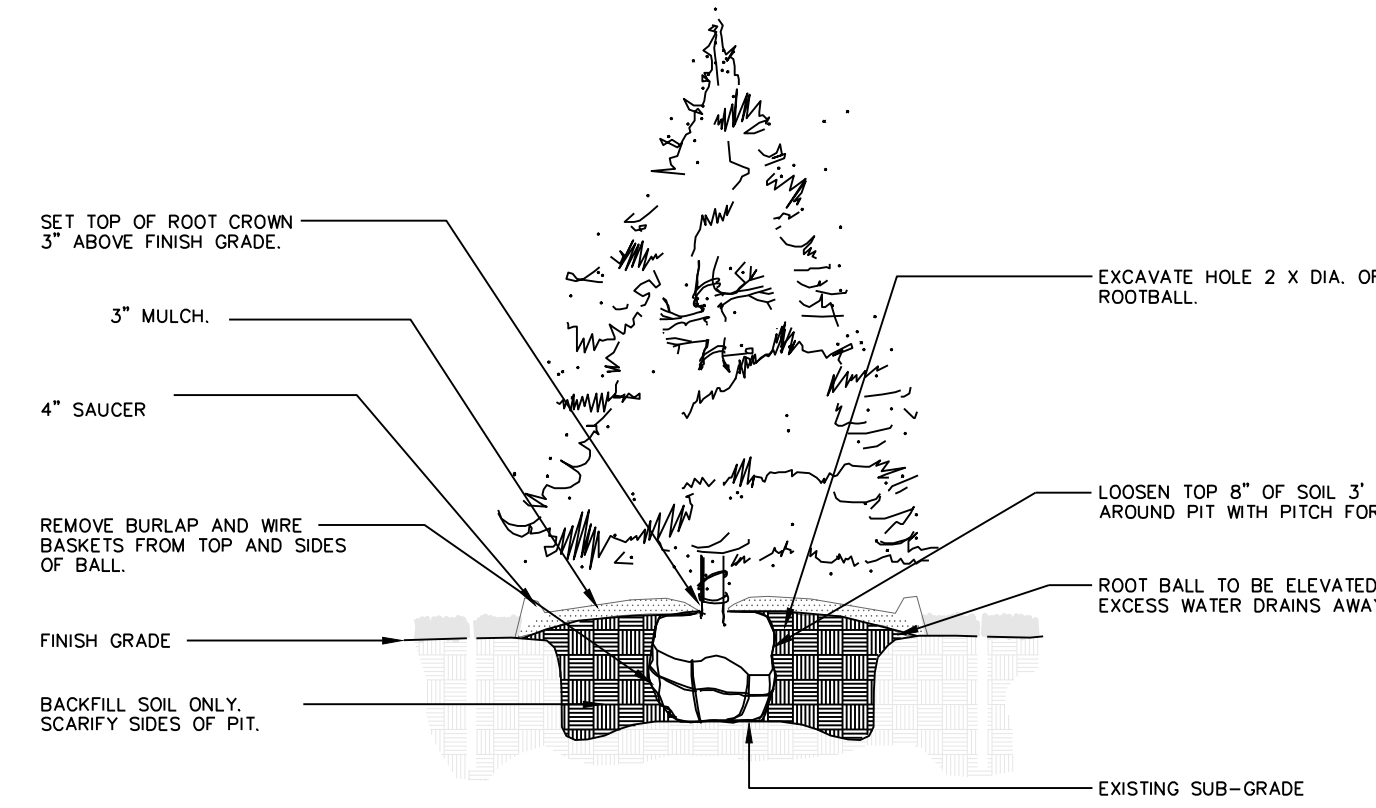 SET TOP OF ROOT CROWN
3” ABOVE FINISH GRADE.
3” MULCH.
4” SAUCER
REMOVE BURLAP AND WIRE
BASKETS FROM TOP AND SIDES
OF BALL.
FINISH GRADE
BACKFILL SOIL ONLY.
SCARIFY SIDES OF PIT.
EXCAVATE HOLE 2 X DIA.
ROOTBALL.
LOOSEN TOP 8” OF SOIL 3'
AROUND PIT WITH PITCH
ROOT BALL TO BE ELEVATED
EXCESS WATER DRAINS
EXISTING SUB-GRADE